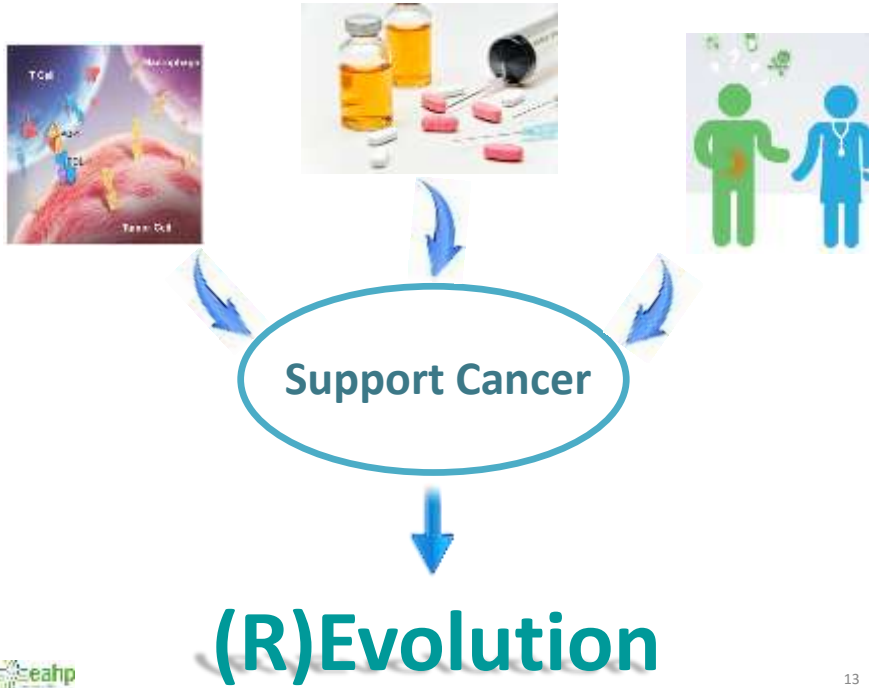 T Cell
Macrophage
Tumor Cell
Support Cancer
(R)Evolution
eahp
13